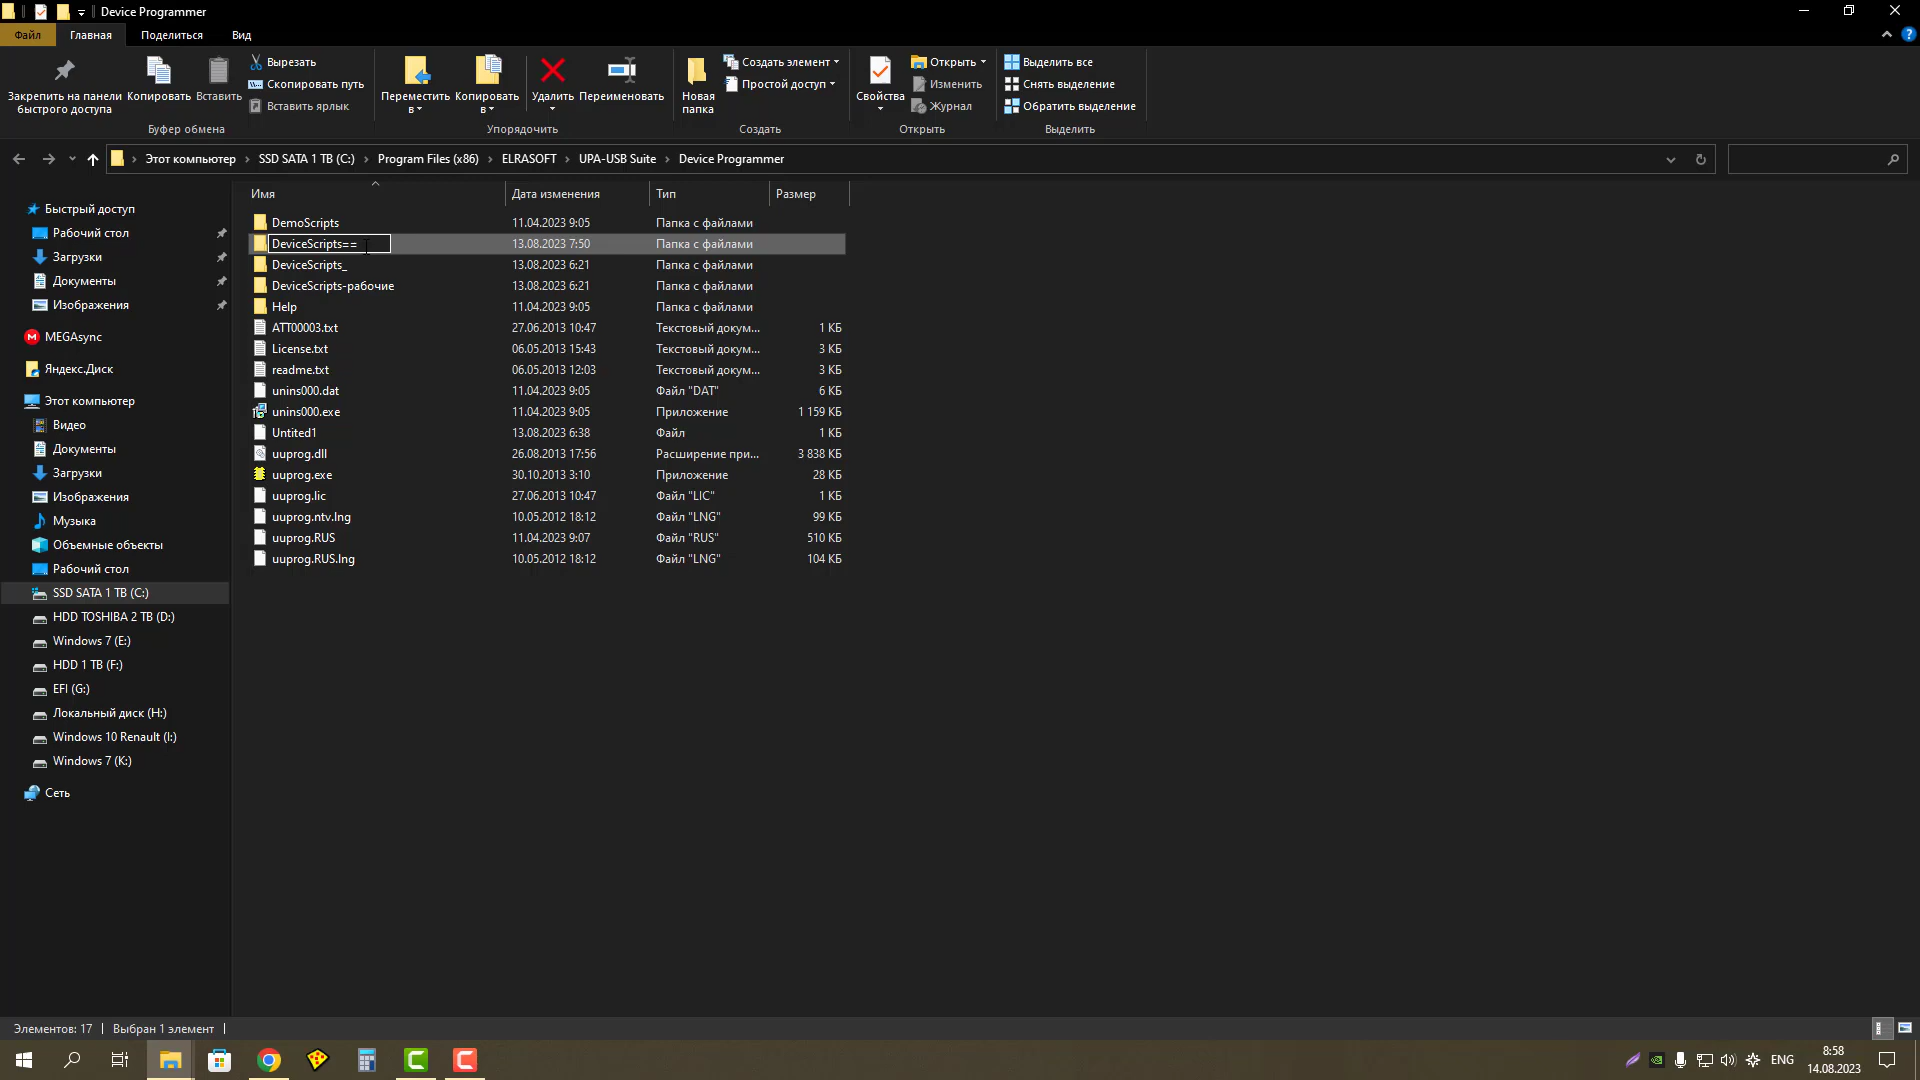 Device Programmer
Файл Главная Поделиться Вид
Закрепить на панели быстрого доступа
Копировать
Вставить
Вырезать
Скопировать путь
Вставить ярлык
Буфер обмена
Переместить в
Копировать в
Удалить
Переименовать
Упорядочить
Новая папка
Создать элемент
Простой доступ
Создать
Свойства
Открыть
Изменить
Журнал
Открыть
Выделить все
Снять выделение
Обратить выделение
Выделить
Этот компьютер › SSD SATA 1 TB (C:) › Program Files (x86) › ELRASOFT › UPA-USB Suite › Device Programmer
Быстрый доступ
Рабочий стол
Загрузки
Документы
Изображения
MEGAsync
Яндекс.Диск
Этот компьютер
Видео
Документы
Загрузки
Изображения
Музыка
Объемные объекты
Рабочий стол
SSD SATA 1 TB (C:)
HDD TOSHIBA 2 TB (D:)
Windows 7 (E:)
HDD 1 TB (F:)
EFI (G:)
Локальный диск (H:)
Windows 10 Renault (I:)
Windows 7 (K:)
Сеть
Имя Дата изменения Тип Размер
DemoScripts 11.04.2023 9:05 Папка с файлами
DeviceScripts== 13.08.2023 7:50 Папка с файлами
DeviceScripts_ 13.08.2023 6:21 Папка с файлами
DeviceScripts-рабочие 13.08.2023 6:21 Папка с файлами
Help 11.04.2023 9:05 Папка с файлами
ATT00003.txt 27.06.2013 10:47 Текстовый докум... 1 КБ
License.txt 06.05.2013 15:43 Текстовый докум... 3 КБ
readme.txt 06.05.2013 12:03 Текстовый докум... 3 КБ
unins000.dat 11.04.2023 9:05 Файл "DAT" 6 КБ
unins000.exe 11.04.2023 9:05 Приложение 1 159 КБ
Untited1 13.08.2023 6:38 Файл 1 КБ
uuprog.dll 26.08.2013 17:56 Расширение при... 3 838 КБ
uuprog.exe 30.10.2013 3:10 Приложение 28 КБ
uuprog.lic 27.06.2013 10:47 Файл "LIC" 1 КБ
uuprog.ntv.lng 10.05.2012 18:12 Файл "LNG" 99 КБ
uuprog.RUS 11.04.2023 9:07 Файл "RUS" 510 КБ
uuprog.RUS.lng 10.05.2012 18:12 Файл "LNG" 104 КБ
Элементов: 17 Выбран 1 элемент
ENG
8:58
14.08.2023